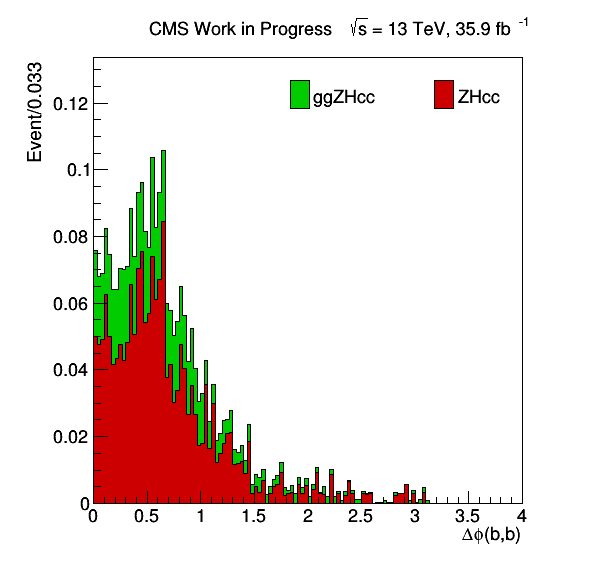 CMS Work in Progress √s = 13 TeV, 35.9 fb -1
Event/0.033
ggZHcc
ZHcc
0.12
0.1
0.08
0.06
0.04
0.02
0
0 0.5 1 1.5 2 2.5 3 3.5 4
Δϕ(b,b)